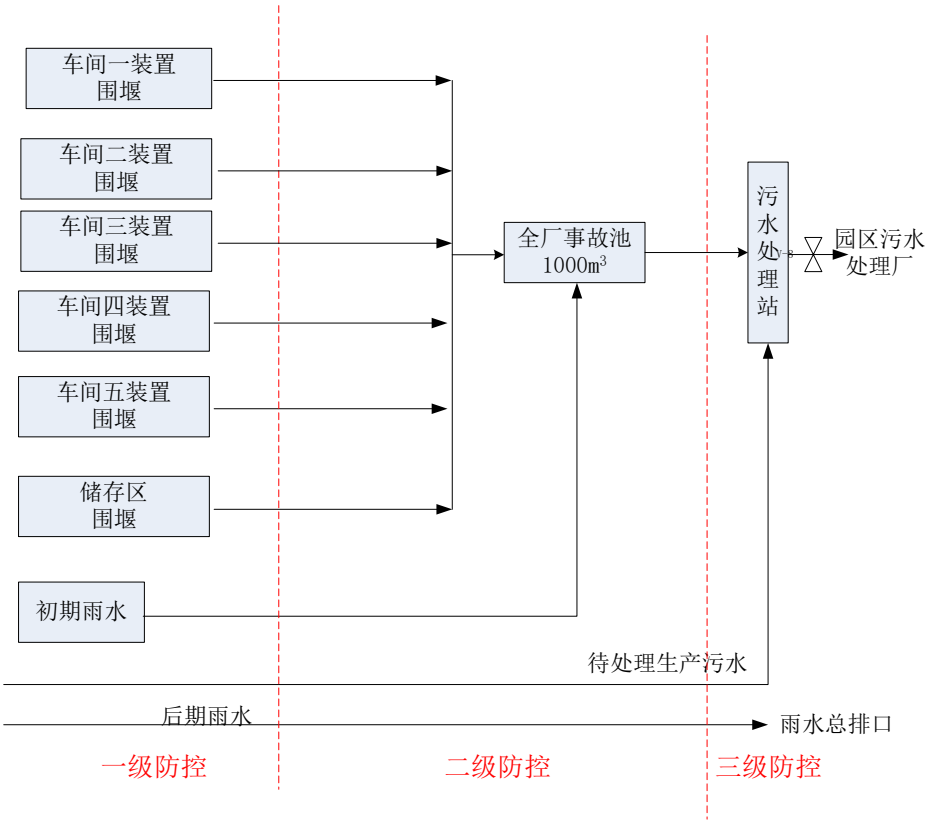 车间一装置
围堰
车间二装置
围堰
车间三装置
围堰
车间四装置
围堰
车间五装置
围堰
储存区
围堰
初期雨水
全厂事故池
1000m³
污
水
处
理
站
V-8
园区污水
处理厂
待处理生产污水
后期雨水
雨水总排口
一级防控
二级防控
三级防控